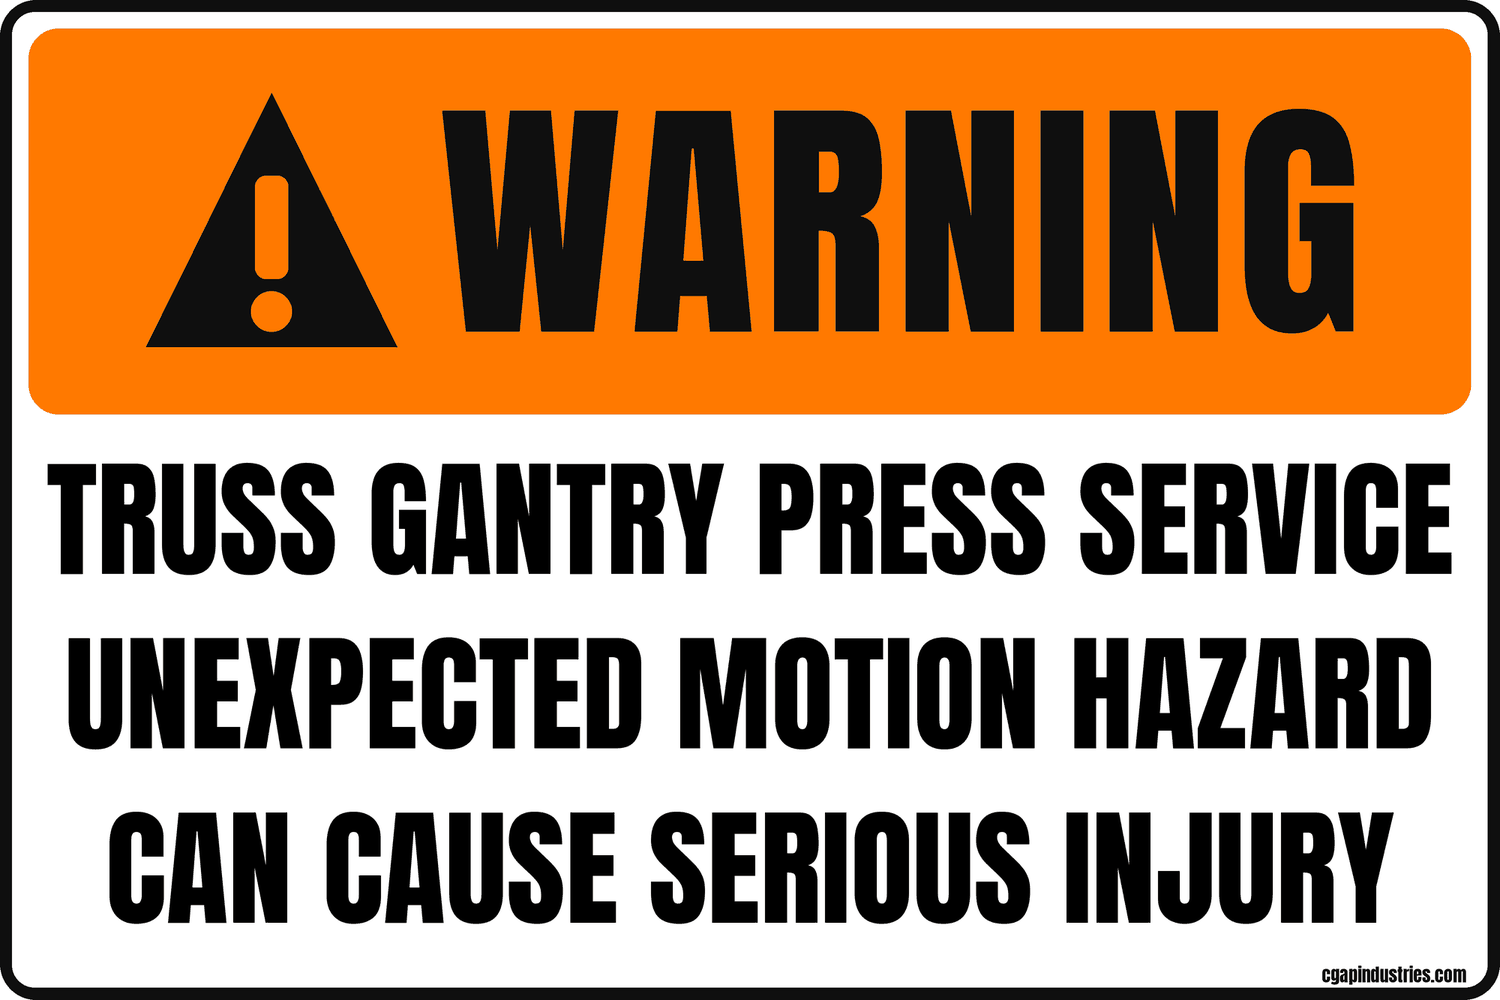 WARNING
TRUSS GANTRY PRESS SERVICE
UNEXPECTED MOTION HAZARD
CAN CAUSE SERIOUS INJURY
cgapindustries.com